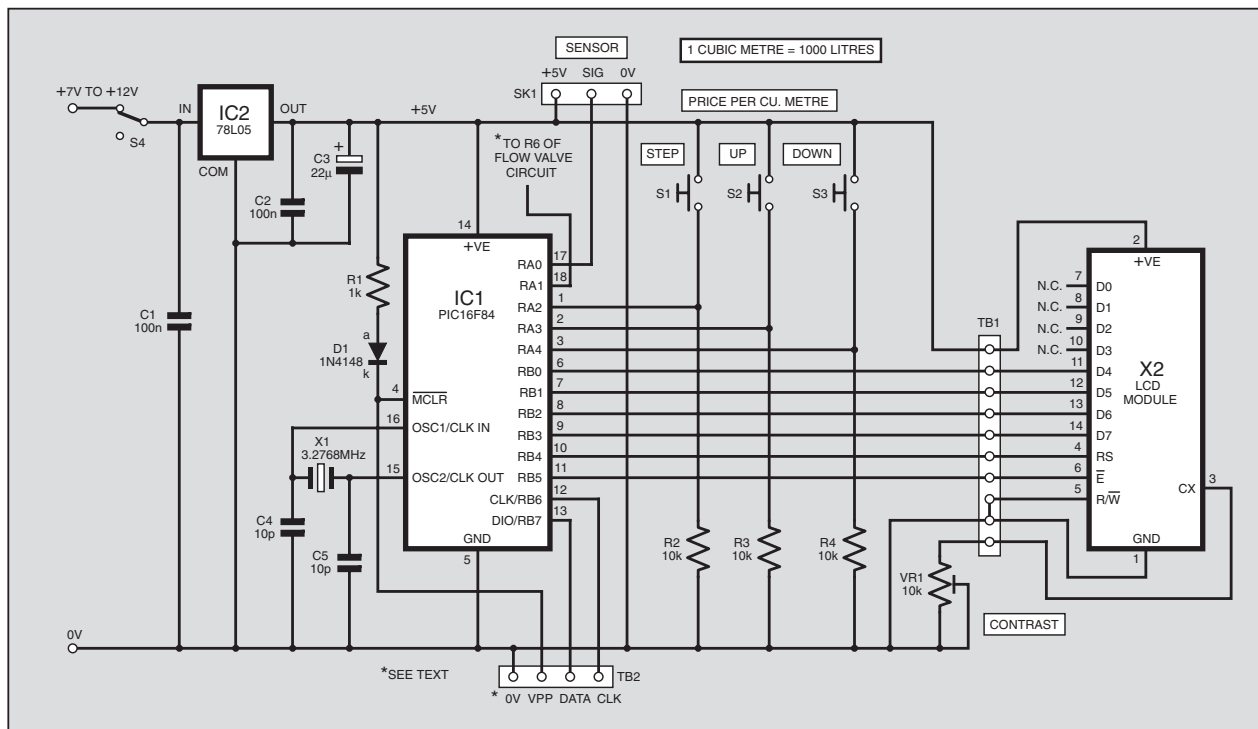 SENSOR
1 CUBIC METRE = 1000 LITRES
+5V SIG 0V
SK1
+7V TO +12V
IN
IC2
78L05
OUT
COM
S4
+5V
PRICE PER CU. METRE
*TO R6 OF
FLOW VALVE
CIRCUIT
STEP
UP
DOWN
S1
S2
S3
C3
22µ
+
C2
100n
C1
100n
R1
1k
a
D1
1N4148
k
14
+VE
IC1
PIC16F84
RA0 17
RA1 18
RA2 1
RA3 2
RA4 3
RB0 6
RB1 7
RB2 8
RB3 9
RB4 10
RB5 11
CLK/RB6 12
DIO/RB7 13
4 MCLR
16 OSC1/CLK IN
15 OSC2/CLK OUT
GND
5
X1
3.2768MHz
C4
10p
C5
10p
R2
10k
R3
10k
R4
10k
TB1
2
+VE
N.C. 7 D0
N.C. 8 D1
N.C. 9 D2
N.C. 10 D3
11 D4
12 D5
13 D6
14 D7
4 RS
6 E
5 R/W
X2
LCD
MODULE
CX 3
GND
1
VR1
10k
CONTRAST
0V
*SEE TEXT
TB2
* 0V VPP DATA CLK